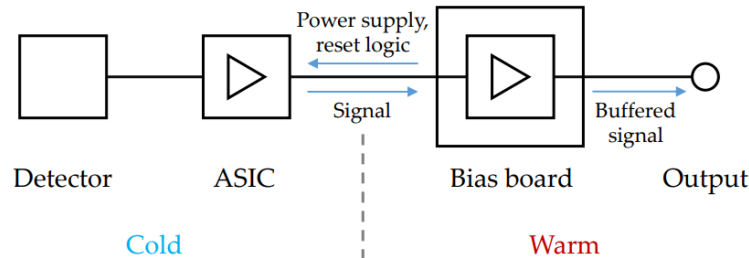 Power supply,
reset logic
Signal
Buffered
signal
Detector
ASIC
Bias board
Output
Cold
Warm